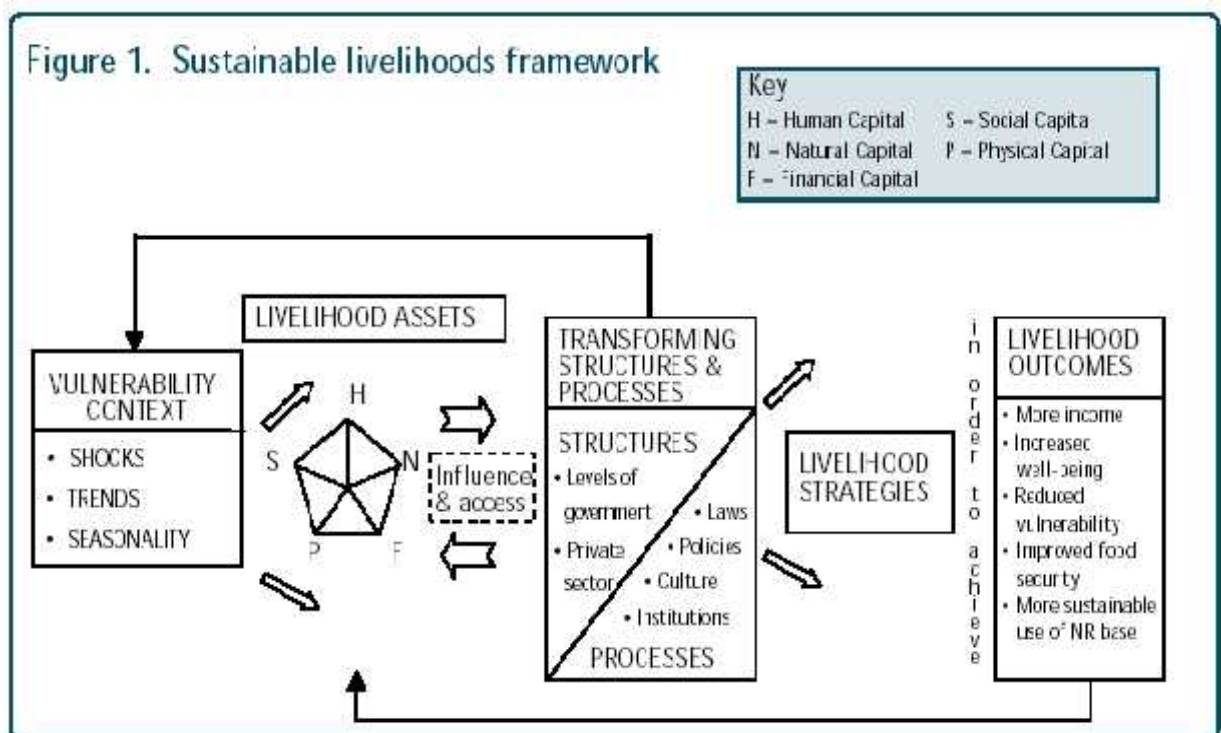 Figure 1. Sustainable livelihoods framework
Key
H – Human Capital
S – Social Capita
N – Natural Capital
P – Physical Capital
F – Financial Capital
LIVELIHOOD ASSETS
VULNERABILITY
CONTEXT
• SHOCKS
• TRENDS
• SEASONALITY
H
S
N
P
F
Influence
& access
TRANSFORMING
STRUCTURES &
PROCESSES
STRUCTURES
• Levels of
government
• Private
sector
• Laws
• Policies
• Culture
• Institutions
PROCESSES
LIVELIHOOD
STRATEGIES
in order to achieve
LIVELIHOOD
OUTCOMES
• More income
• Increased
well-being
• Reduced
vulnerability
• Improved food
security
• More sustainable
use of NR base